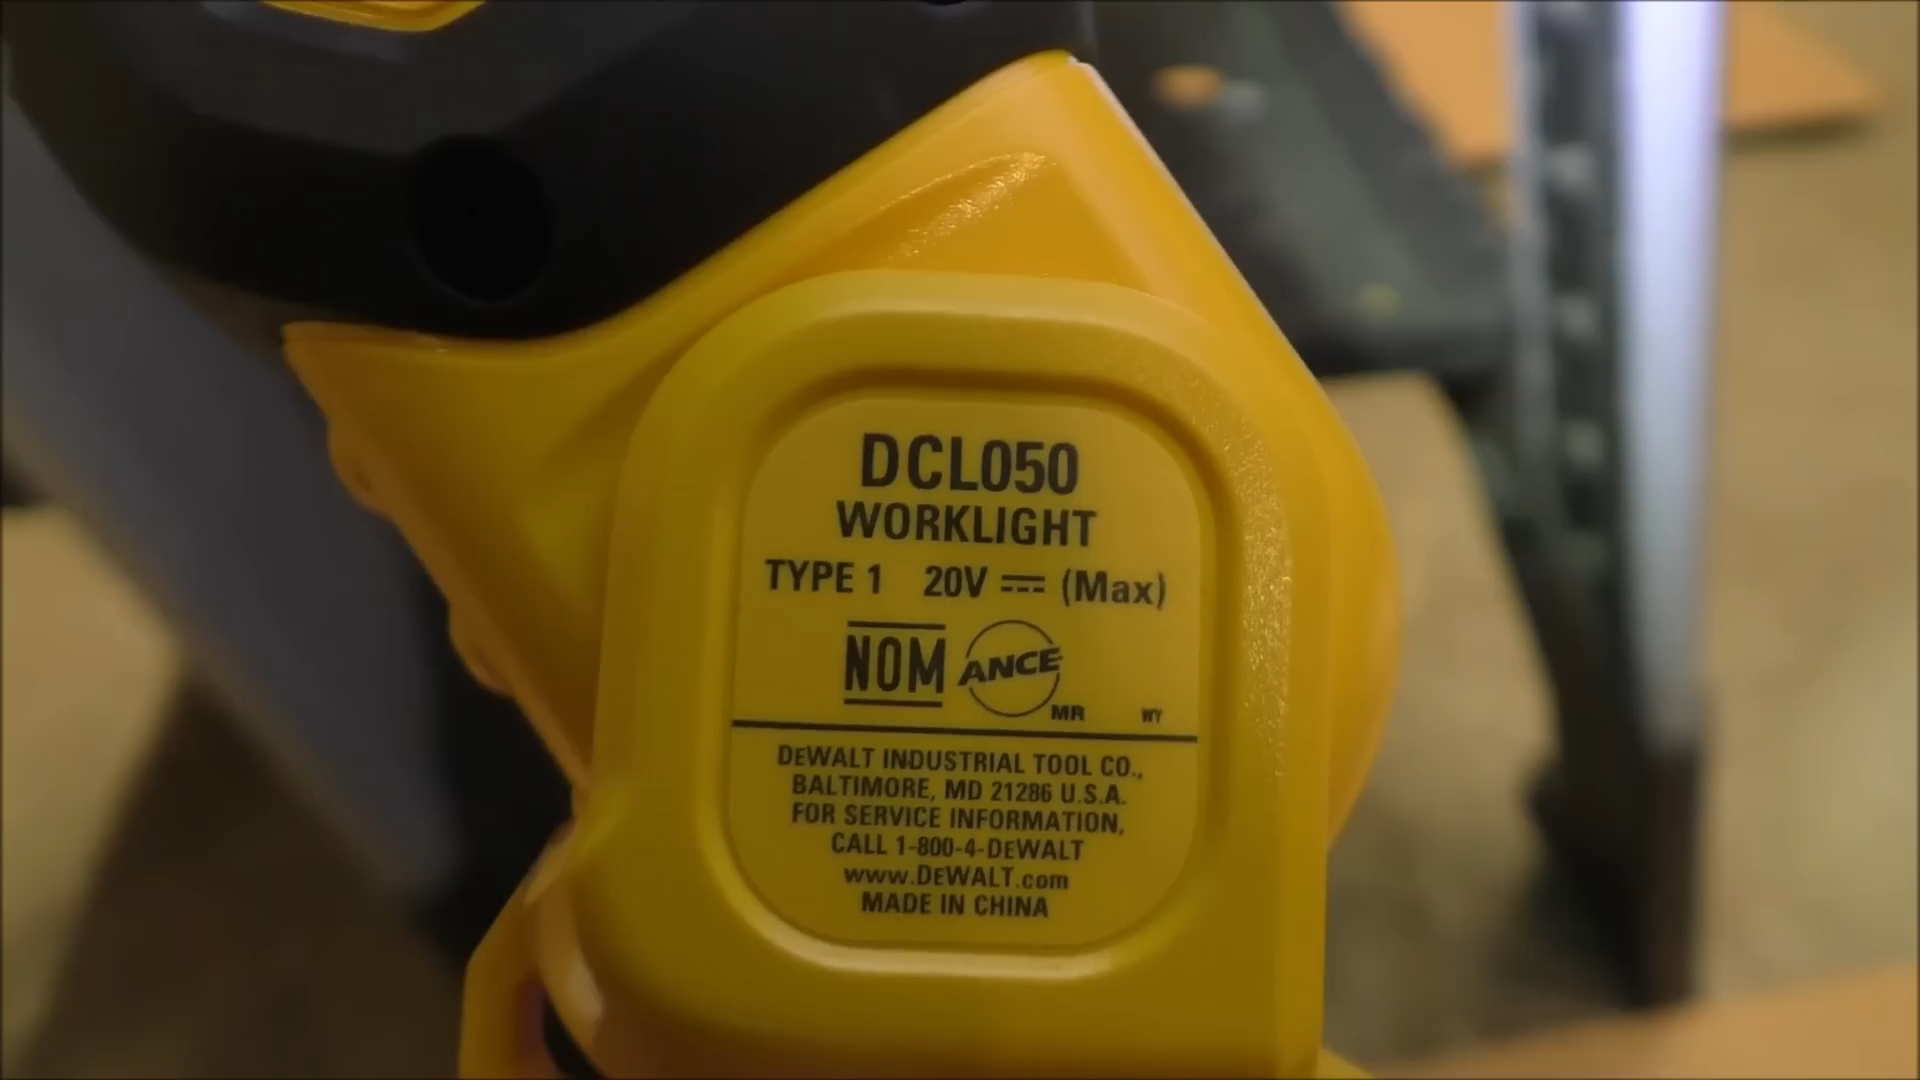 DCL050
WORKLIGHT
TYPE 1 20V ⎓ (Max)
NOM ANCE MR WY
DEWALT INDUSTRIAL TOOL CO.,
BALTIMORE, MD 21286 U.S.A.
FOR SERVICE INFORMATION,
CALL 1-800-4-DEWALT
www.DEWALT.com
MADE IN CHINA